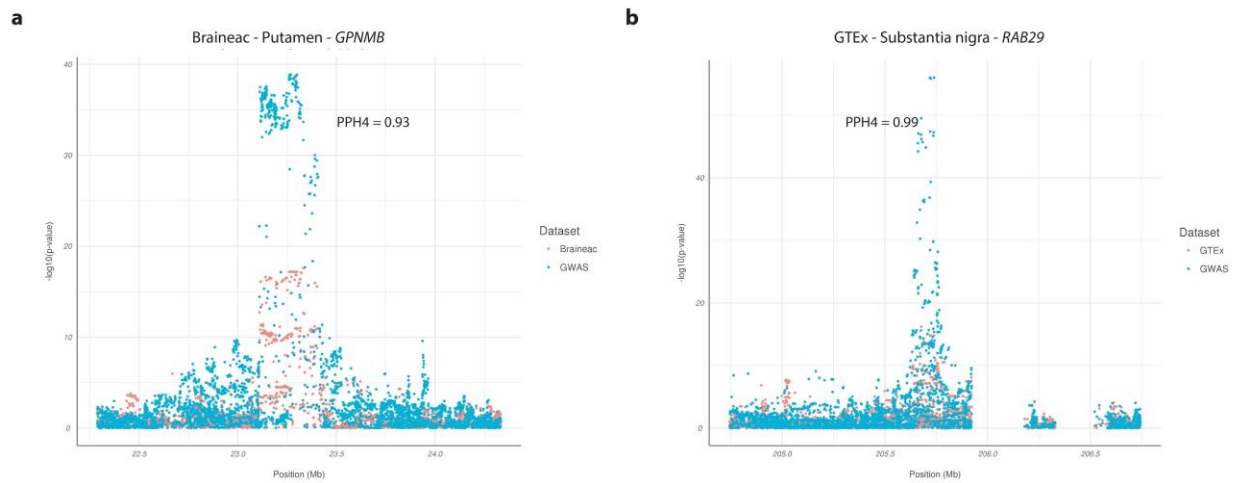 a
Braineac - Putamen - GPNMB
40
30
20
10
0
-log10(p-value)
PPH4 = 0.93
22.5
23.0
23.5
24.0
Position (Mb)
Dataset
Braineac
GWAS
b
GTEx - Substantia nigra - RAB29
40
20
0
-log10(p-value)
PPH4 = 0.99
205.0
205.5
206.0
206.5
Position (Mb)
Dataset
GTEx
GWAS